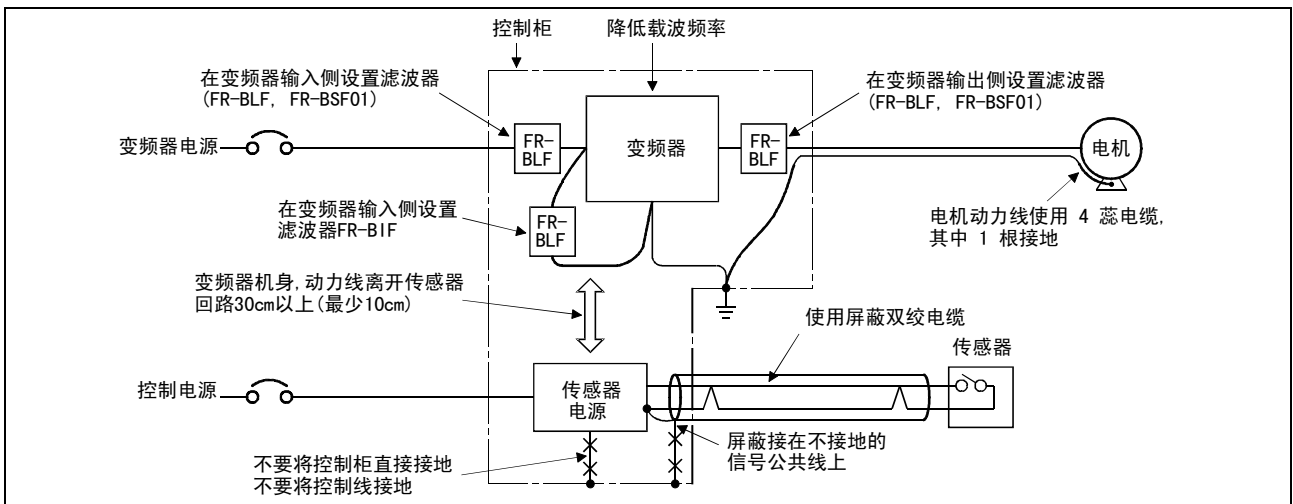 控制柜
降低载波频率
在变频器输入侧设置滤波器
(FR-BLF, FR-BSF01)
在变频器输出侧设置滤波器
(FR-BLF, FR-BSF01)
变频器电源
FR-
BLF
变频器
FR-
BLF
电机
在变频器输入侧设置
滤波器FR-BIF
FR-
BLF
电机动力线使用 4 蕊电缆,
其中 1 根接地
变频器机身,动力线离开传感器
回路30cm以上(最少10cm)
使用屏蔽双绞电缆
传感器
控制电源
传感器
电源
屏蔽接在不接地的
信号公共线上
不要将控制柜直接接地
不要将控制线接地